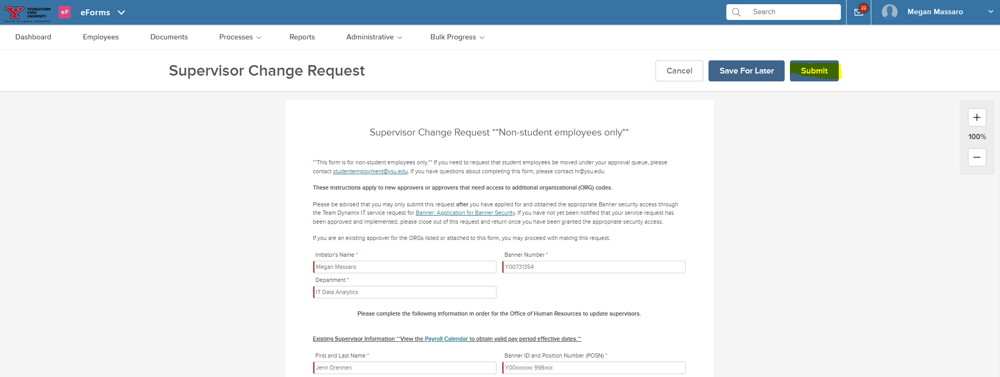 YOUNGSTOWN
STATE
UNIVERSITY
OFFICE OF HUMAN RESOURCES
eF
eForms
Search
22
Megan Massaro
Dashboard Employees Documents Processes Reports Administrative Bulk Progress
Supervisor Change Request
Cancel Save For Later Submit
Supervisor Change Request **Non-student employees only**
**This form is for non-student employees only.** If you need to request that student employees be moved under your approval queue, please
contact studentemployment@ysu.edu. If you have questions about completing this form, please contact hr@ysu.edu.
These instructions apply to new approvers or approvers that need access to additional organizational (ORG) codes.
Please be advised that you may only submit this request after you have applied for and obtained the appropriate Banner security access through
the Team Dynamix IT service request for Banner: Application for Banner Security. If you have not yet been notified that your service request has
been approved and implemented, please close out of this request and return once you have been granted the appropriate security access.
If you are an existing approver for the ORGs listed or attached to this form, you may proceed with making this request.
Initiator's Name * Banner Number *
Megan Massaro Y00731354
Department *
IT Data Analytics
Please complete the following information in order for the Office of Human Resources to update supervisors.
Existing Supervisor Information **View the Payroll Calendar to obtain valid pay period effective dates.**
First and Last Name * Banner ID and Position Number (POSN) *
Jenn Drennen Y00xxxxxx 998xxx
+
100%
−